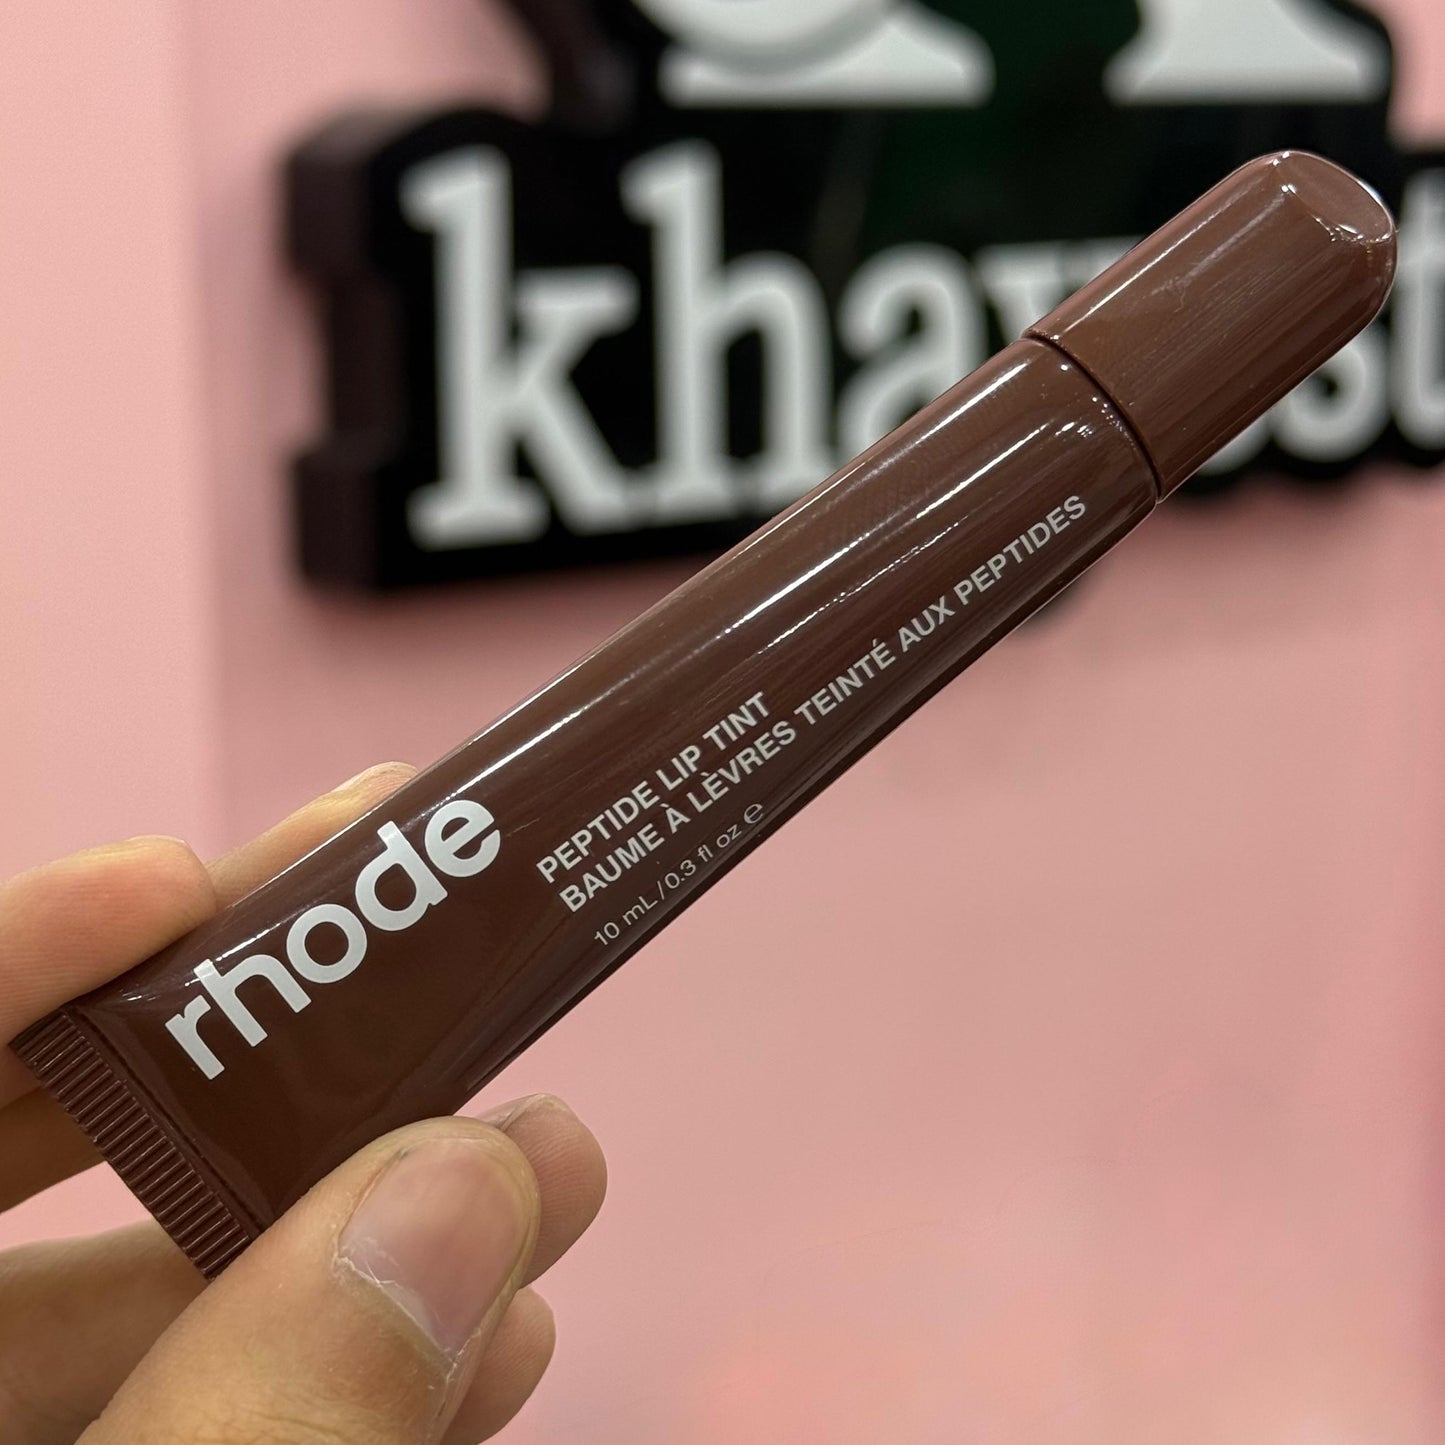 rhode
PEPTIDE LIP TINT
BAUME À LÈVRES TEINTÉ AUX PEPTIDES
10 mL / 0.3 fl oz ℮